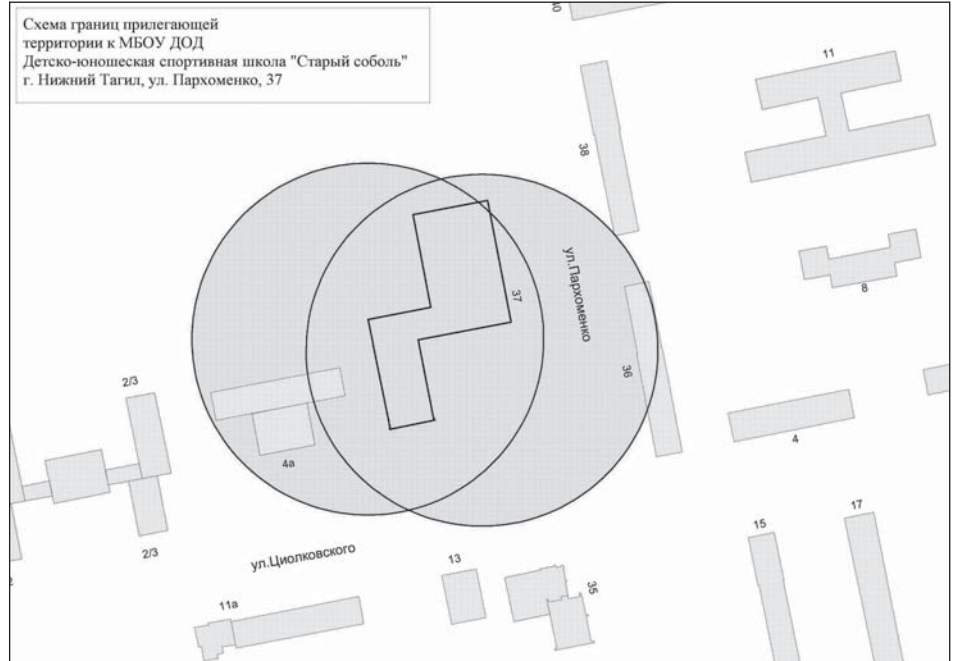 Схема границ прилегающей
территории к МБОУ ДОД
Детско-юношеская спортивная школа "Старый соболь"
г. Нижний Тагил, ул. Пархоменко, 37
40
11
38
ул.Пархоменко
8
37
36
2/3
4
4а
2/3
17
15
ул.Циолковского
13
35
11а